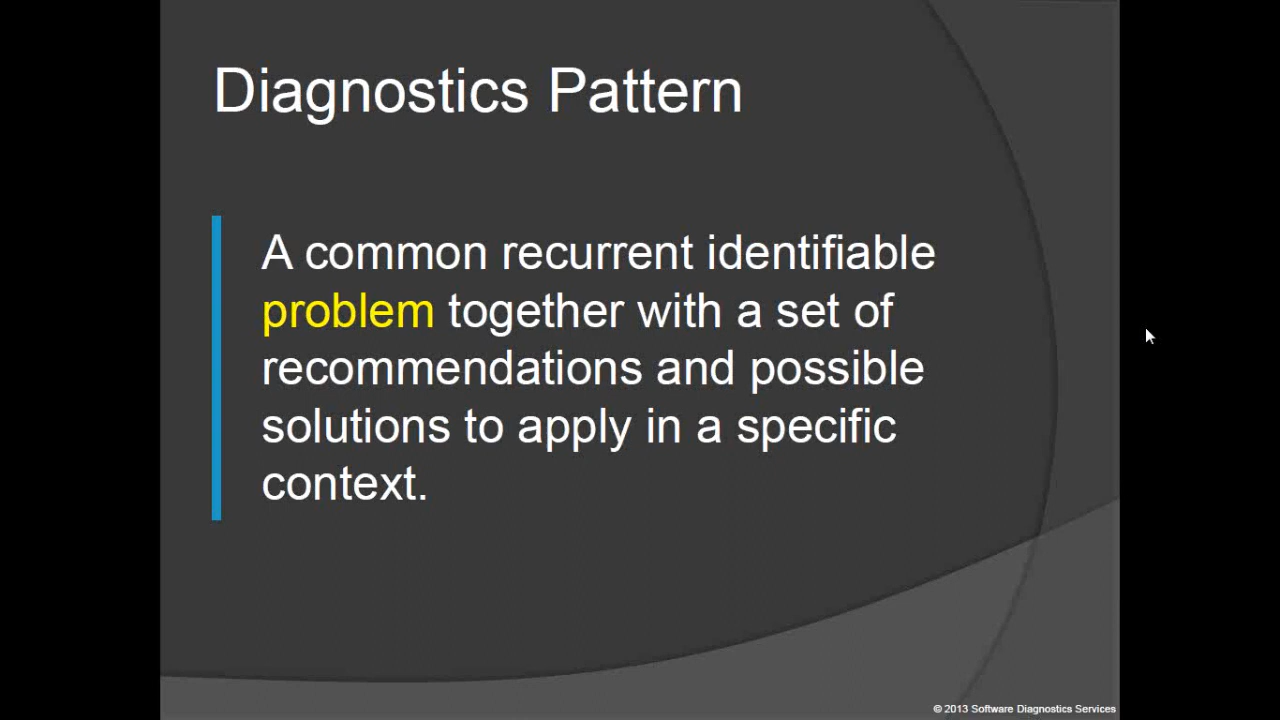 Diagnostics Pattern
A common recurrent identifiable
problem together with a set of
recommendations and possible
solutions to apply in a specific
context.
© 2013 Software Diagnostics Services